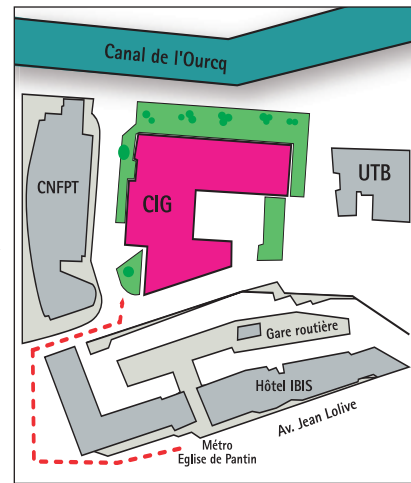 Canal de l'Ourcq
CNFPT
CIG
UTB
Gare routière
Hôtel IBIS
Av. Jean Lolive
Métro
Eglise de Pantin